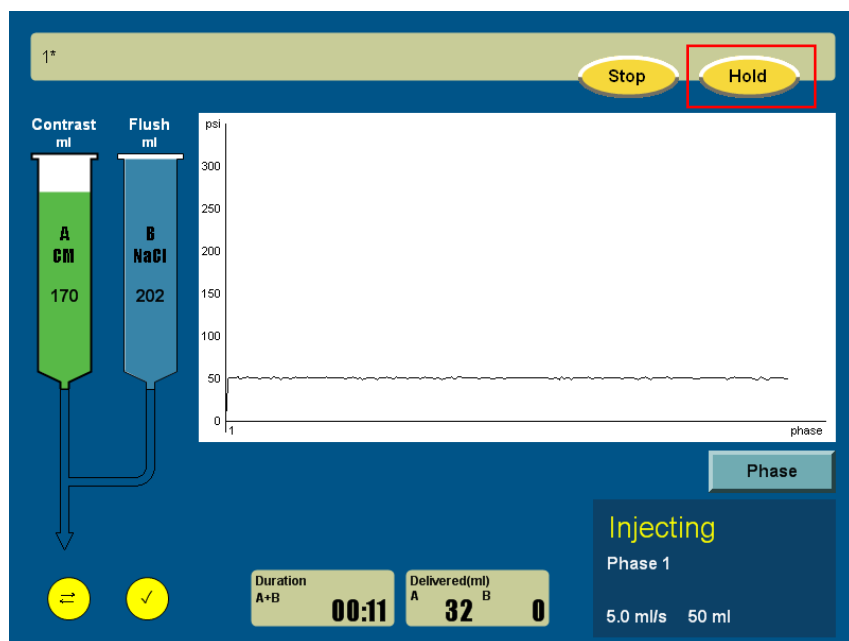 1*
Stop
Hold
Contrast
ml
Flush
ml
A
CM
170
B
NaCl
202
psi
300
250
200
150
100
50
0
1
phase
Phase
Injecting
Phase 1
5.0 ml/s 50 ml
Duration
A+B
00:11
Delivered(ml)
A 32 B 0